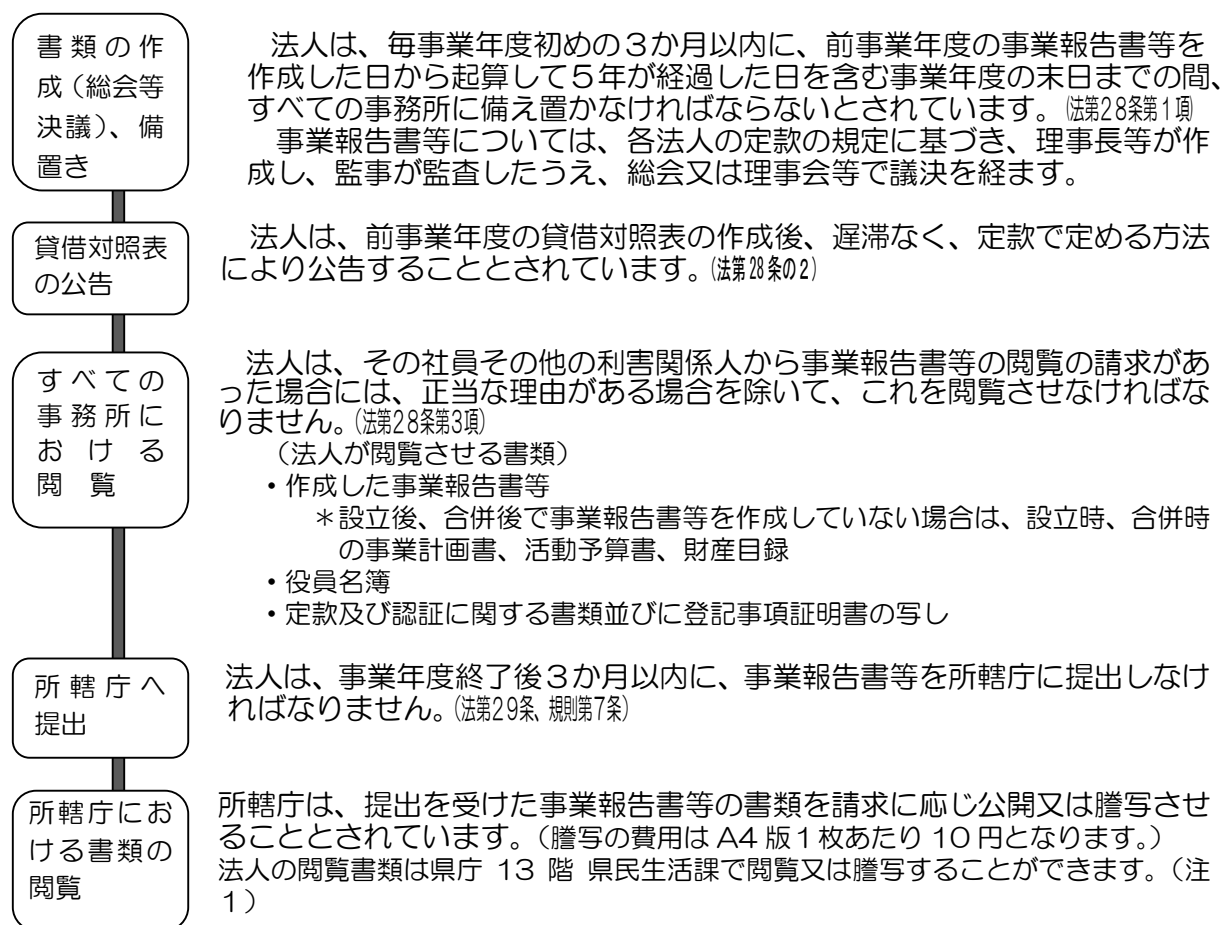 書類の作
成（総会等
決議）、備
置き
法人は、毎事業年度初めの３か月以内に、前事業年度の事業報告書等を
作成した日から起算して５年が経過した日を含む事業年度の末日までの間、
すべての事務所に備え置かなければならないとされています。(法第28条第1項
事業報告書等については、各法人の定款の規定に基づき、理事長等が作
成し、監事が監査したうえ、総会又は理事会等で議決を経ます。
貸借対照表
の公告
法人は、前事業年度の貸借対照表の作成後、遅滞なく、定款で定める方法
により公告することとされています。(法第28条の2)
すべての
事務所に
おける
閲覧
法人は、その社員その他の利害関係人から事業報告書等の閲覧の請求があ
った場合には、正当な理由がある場合を除いて、これを閲覧させなければな
りません。(法第28条第3項)
（法人が閲覧させる書類）
・作成した事業報告書等
＊設立後、合併後で事業報告書等を作成していない場合は、設立時、合併時
の事業計画書、活動予算書、財産目録
・役員名簿
・定款及び認証に関する書類並びに登記事項証明書の写し
所轄庁へ
提出
法人は、事業年度終了後３か月以内に、事業報告書等を所轄庁に提出しなけ
ればなりません。(法第29条、規則第7条)
所轄庁にお
ける書類の
閲覧
所轄庁は、提出を受けた事業報告書等の書類を請求に応じ公開又は謄写させ
ることとされています。（謄写の費用は A4 版１枚あたり 10 円となります。）
法人の閲覧書類は県庁 13 階 県民生活課で閲覧又は謄写することができます。（注
１）